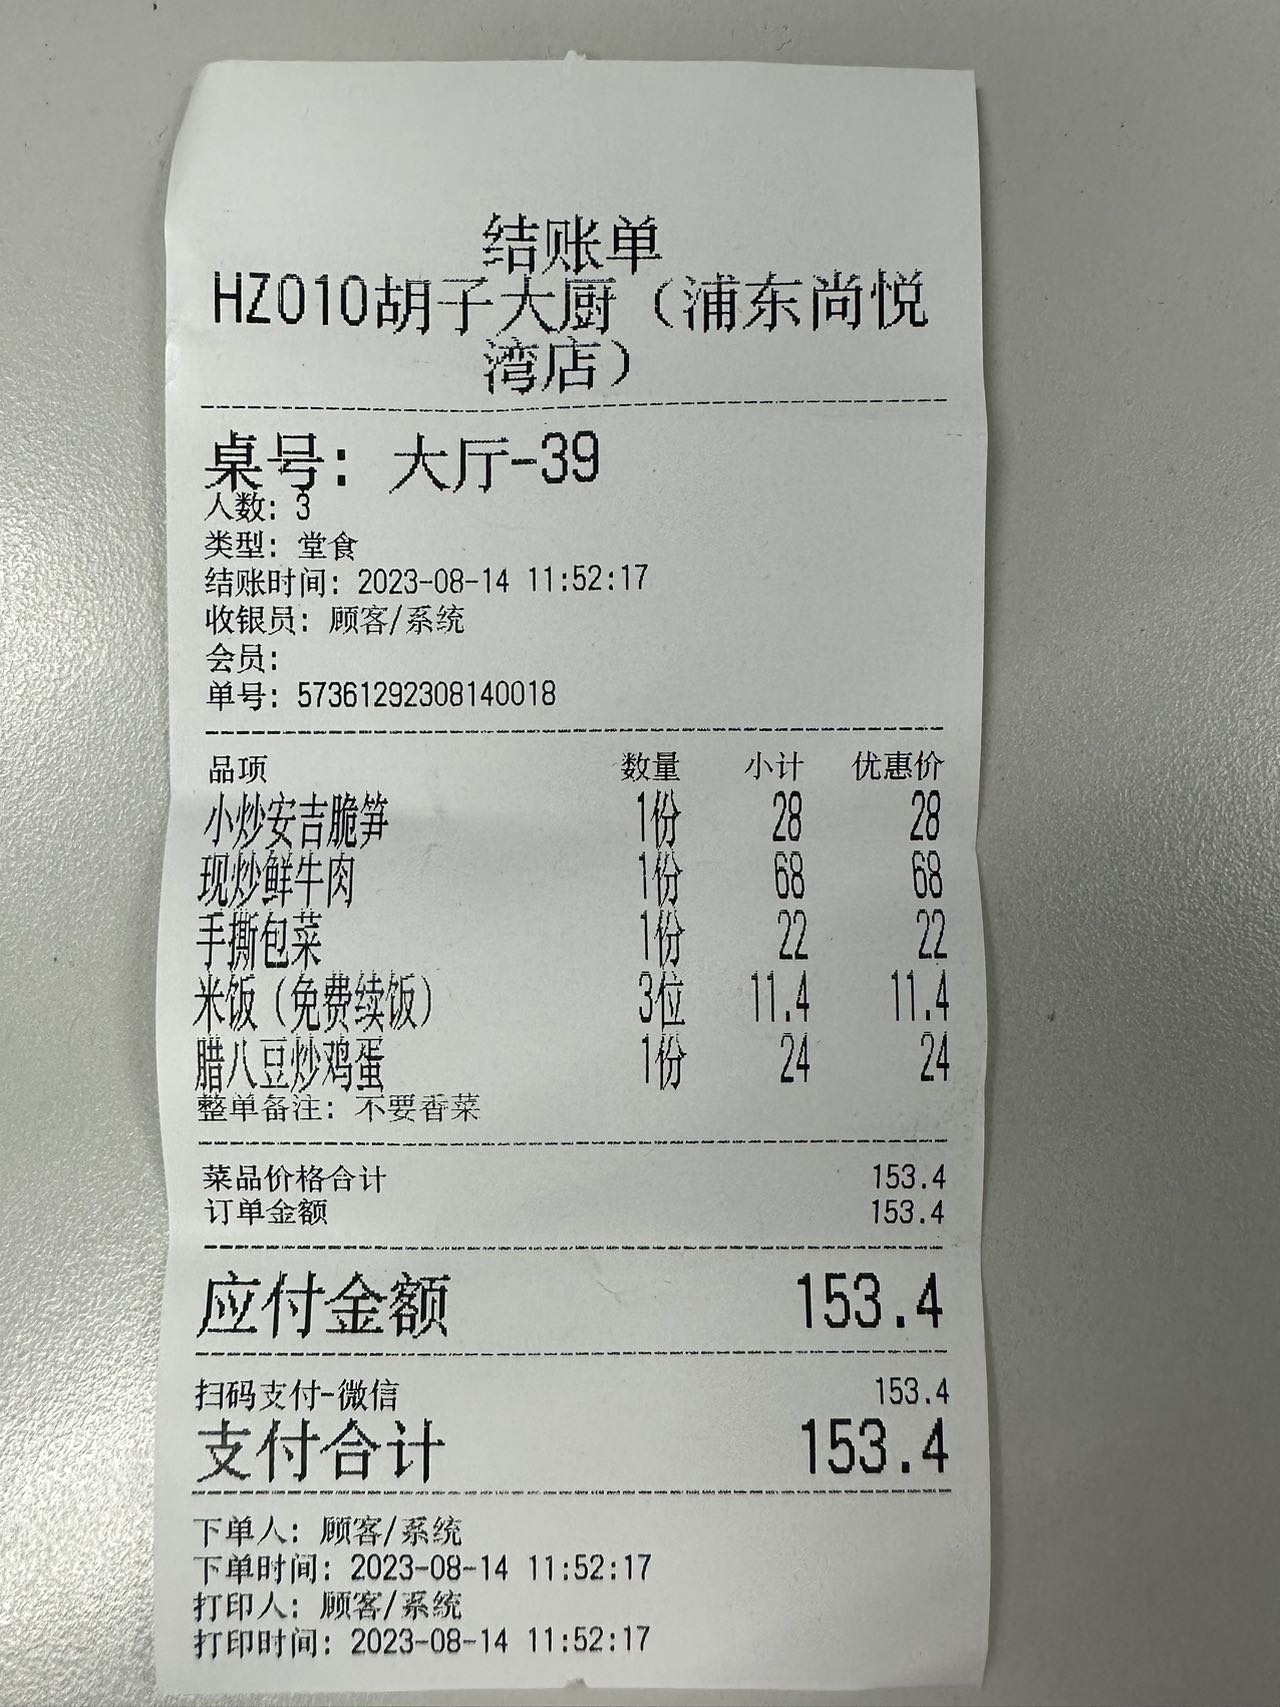 结账单
HZ010胡子大厨（浦东尚悦
湾店）
桌号: 大厅-39
人数: 3
类型: 堂食
结账时间: 2023-08-14 11:52:17
收银员: 顾客/系统
会员:
单号: 57361292308140018
品项 数量 小计 优惠价
小炒安吉脆笋 1份 28 28
现炒鲜牛肉 1份 68 68
手撕包菜 1份 22 22
米饭（免费续饭） 3位 11.4 11.4
腊八豆炒鸡蛋 1份 24 24
整单备注: 不要香菜
菜品价格合计 153.4
订单金额 153.4
应付金额 153.4
扫码支付-微信 153.4
支付合计 153.4
下单人: 顾客/系统
下单时间: 2023-08-14 11:52:17
打印人: 顾客/系统
打印时间: 2023-08-14 11:52:17